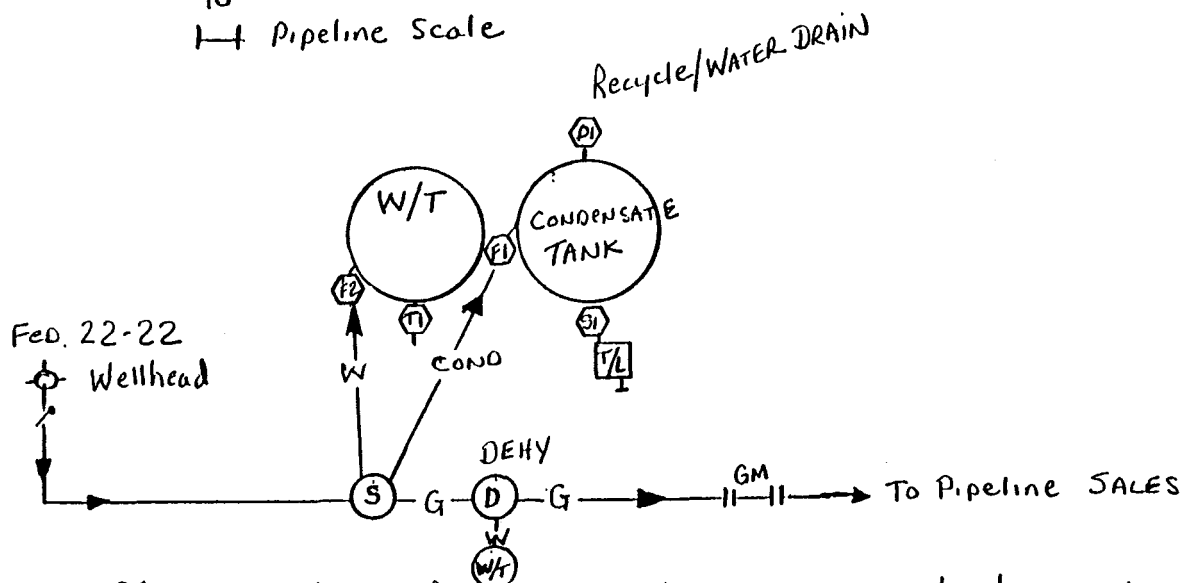 Pipeline Scale
Recycle/WATER DRAIN
D1
W/T
CONDENSATE
TANK
F1
F2
T1
S1
T/L
Fed. 22-22
Wellhead
W
COND
DEHY
S
G
D
G
GM
To Pipeline SALES
W
W/T